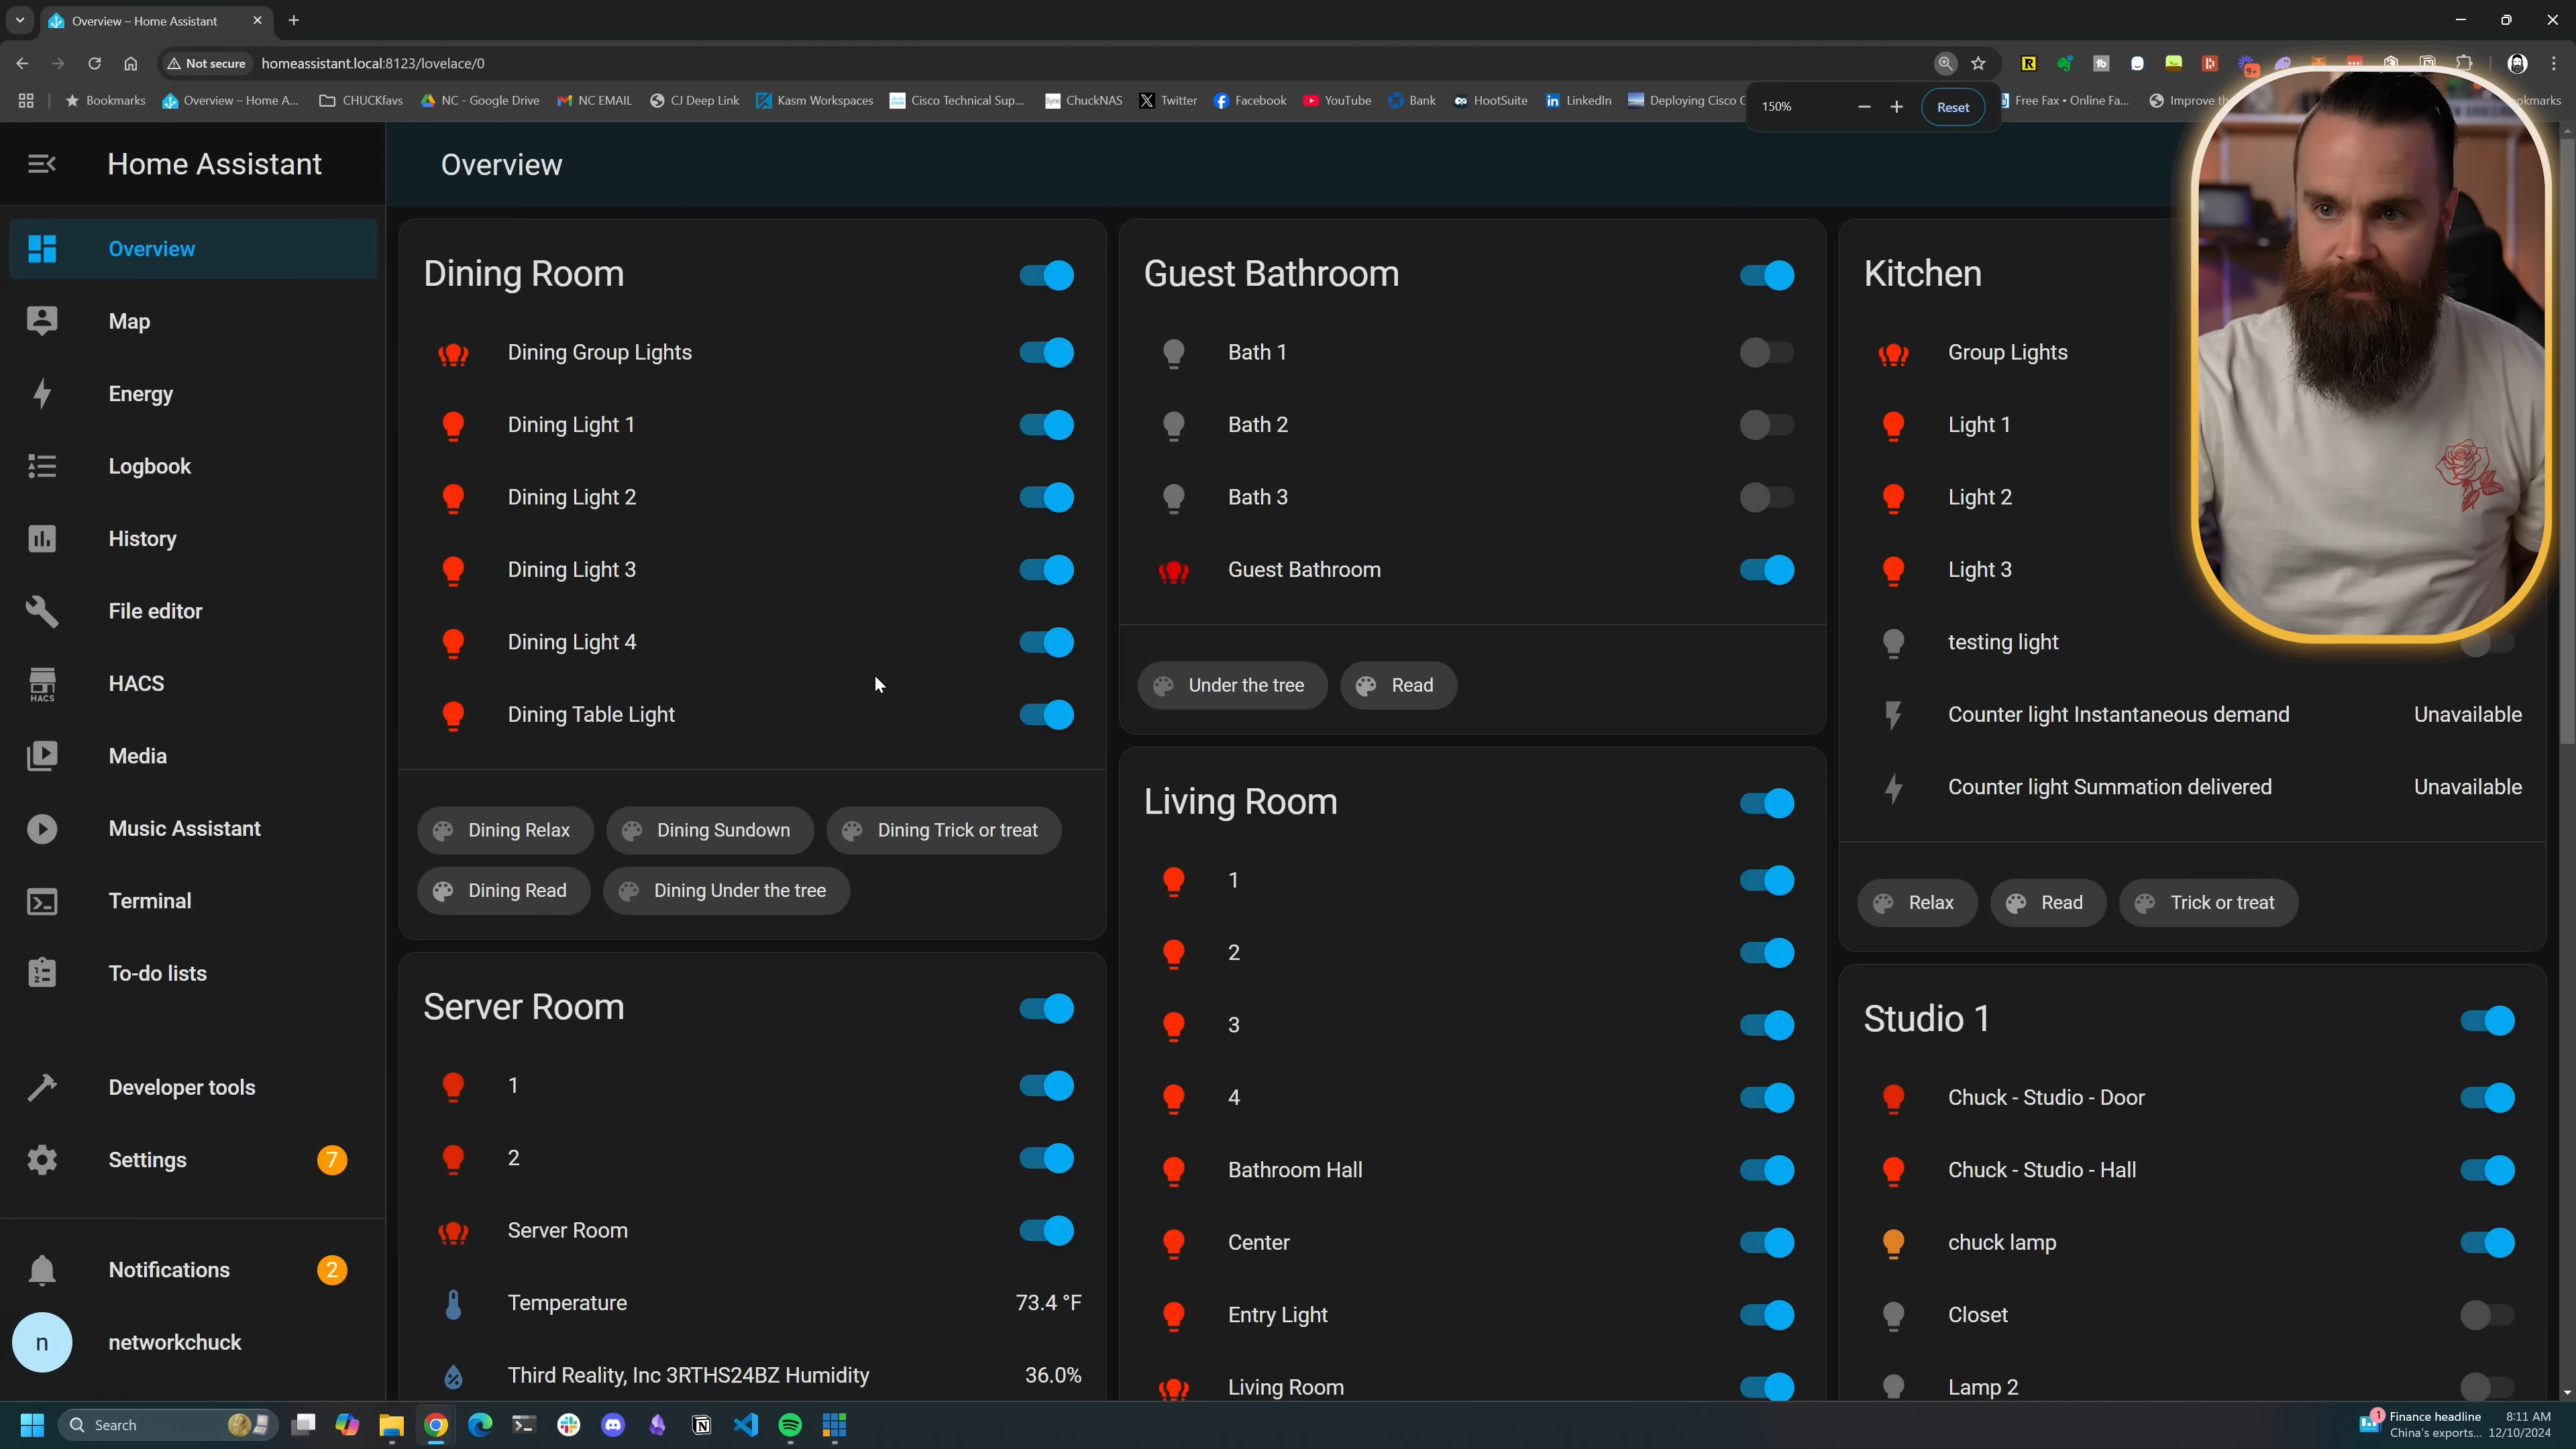 Overview – Home Assistant
Not secure homeassistant.local:8123/lovelace/0
9+
Bookmarks Overview – Home A... CHUCKfavs NC - Google Drive NC EMAIL CJ Deep Link Kasm Workspaces Cisco Technical Sup... ChuckNAS Twitter Facebook YouTube Bank HootSuite LinkedIn Deploying Cisco C
150% Reset
Free Fax • Online Fa... Improve th
Home Assistant
Overview
Overview
Map
Energy
Logbook
History
File editor
HACS
Media
Music Assistant
Terminal
To-do lists
Developer tools
Settings 7
Notifications 2
n networkchuck
Dining Room
Dining Group Lights
Dining Light 1
Dining Light 2
Dining Light 3
Dining Light 4
Dining Table Light
Dining Relax Dining Sundown Dining Trick or treat
Dining Read Dining Under the tree
Server Room
1
2
Server Room
Temperature 73.4 °F
Third Reality, Inc 3RTHS24BZ Humidity 36.0%
Guest Bathroom
Bath 1
Bath 2
Bath 3
Guest Bathroom
Under the tree Read
Living Room
1
2
3
4
Bathroom Hall
Center
Entry Light
Living Room
Kitchen
Group Lights
Light 1
Light 2
Light 3
testing light
Counter light Instantaneous demand Unavailable
Counter light Summation delivered Unavailable
Relax Read Trick or treat
Studio 1
Chuck - Studio - Door
Chuck - Studio - Hall
chuck lamp
Closet
Lamp 2
Search
1 Finance headline
China's exports...
8:11 AM
12/10/2024